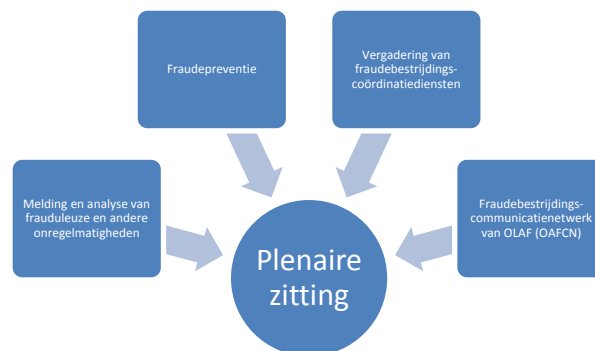 Fraudepreventie
Vergadering van
fraudebestrijdings-
coördinatiediensten
Melding en analyse van
frauduleuze en andere
onregelmatigheden
Fraudebestrijdings-
communicatienetwerk
van OLAF (OAFCN)
Plenaire
zitting